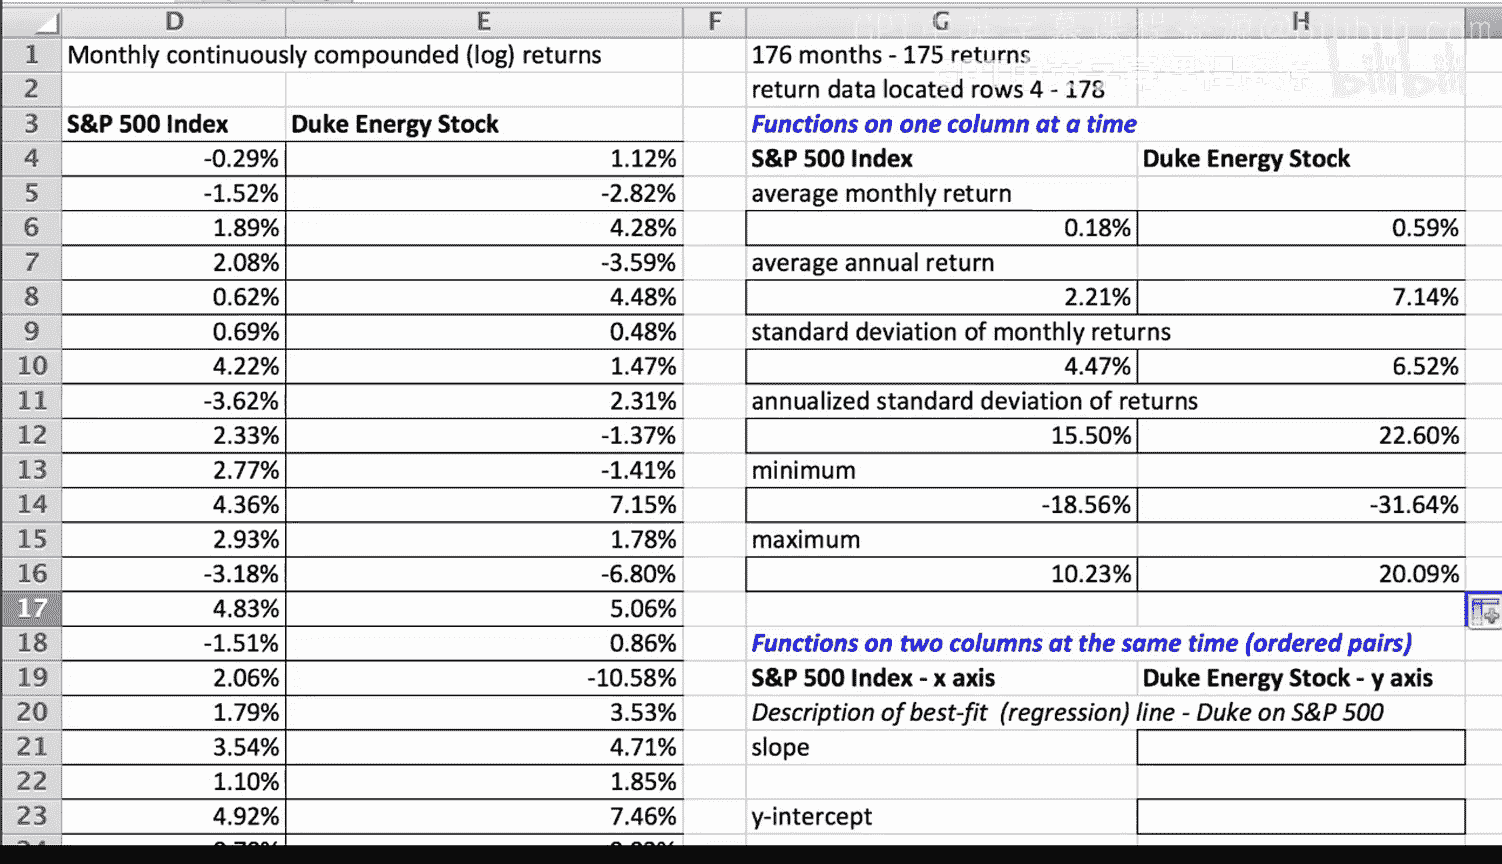 D E F G H
1 Monthly continuously compounded (log) returns 176 months - 175 returns
2 return data located rows 4 - 178
3 S&P 500 Index Duke Energy Stock Functions on one column at a time
4 -0.29% 1.12% S&P 500 Index Duke Energy Stock
5 -1.52% -2.82% average monthly return
6 1.89% 4.28% 0.18% 0.59%
7 2.08% -3.59% average annual return
8 0.62% 4.48% 2.21% 7.14%
9 0.69% 0.48% standard deviation of monthly returns
10 4.22% 1.47% 4.47% 6.52%
11 -3.62% 2.31% annualized standard deviation of returns
12 2.33% -1.37% 15.50% 22.60%
13 2.77% -1.41% minimum
14 4.36% 7.15% -18.56% -31.64%
15 2.93% 1.78% maximum
16 -3.18% -6.80% 10.23% 20.09%
17 4.83% 5.06%
18 -1.51% 0.86% Functions on two columns at the same time (ordered pairs)
19 2.06% -10.58% S&P 500 Index - x axis Duke Energy Stock - y axis
20 1.79% 3.53% Description of best-fit (regression) line - Duke on S&P 500
21 3.54% 4.71% slope
22 1.10% 1.85%
23 4.92% 7.46% y-intercept
bilibili